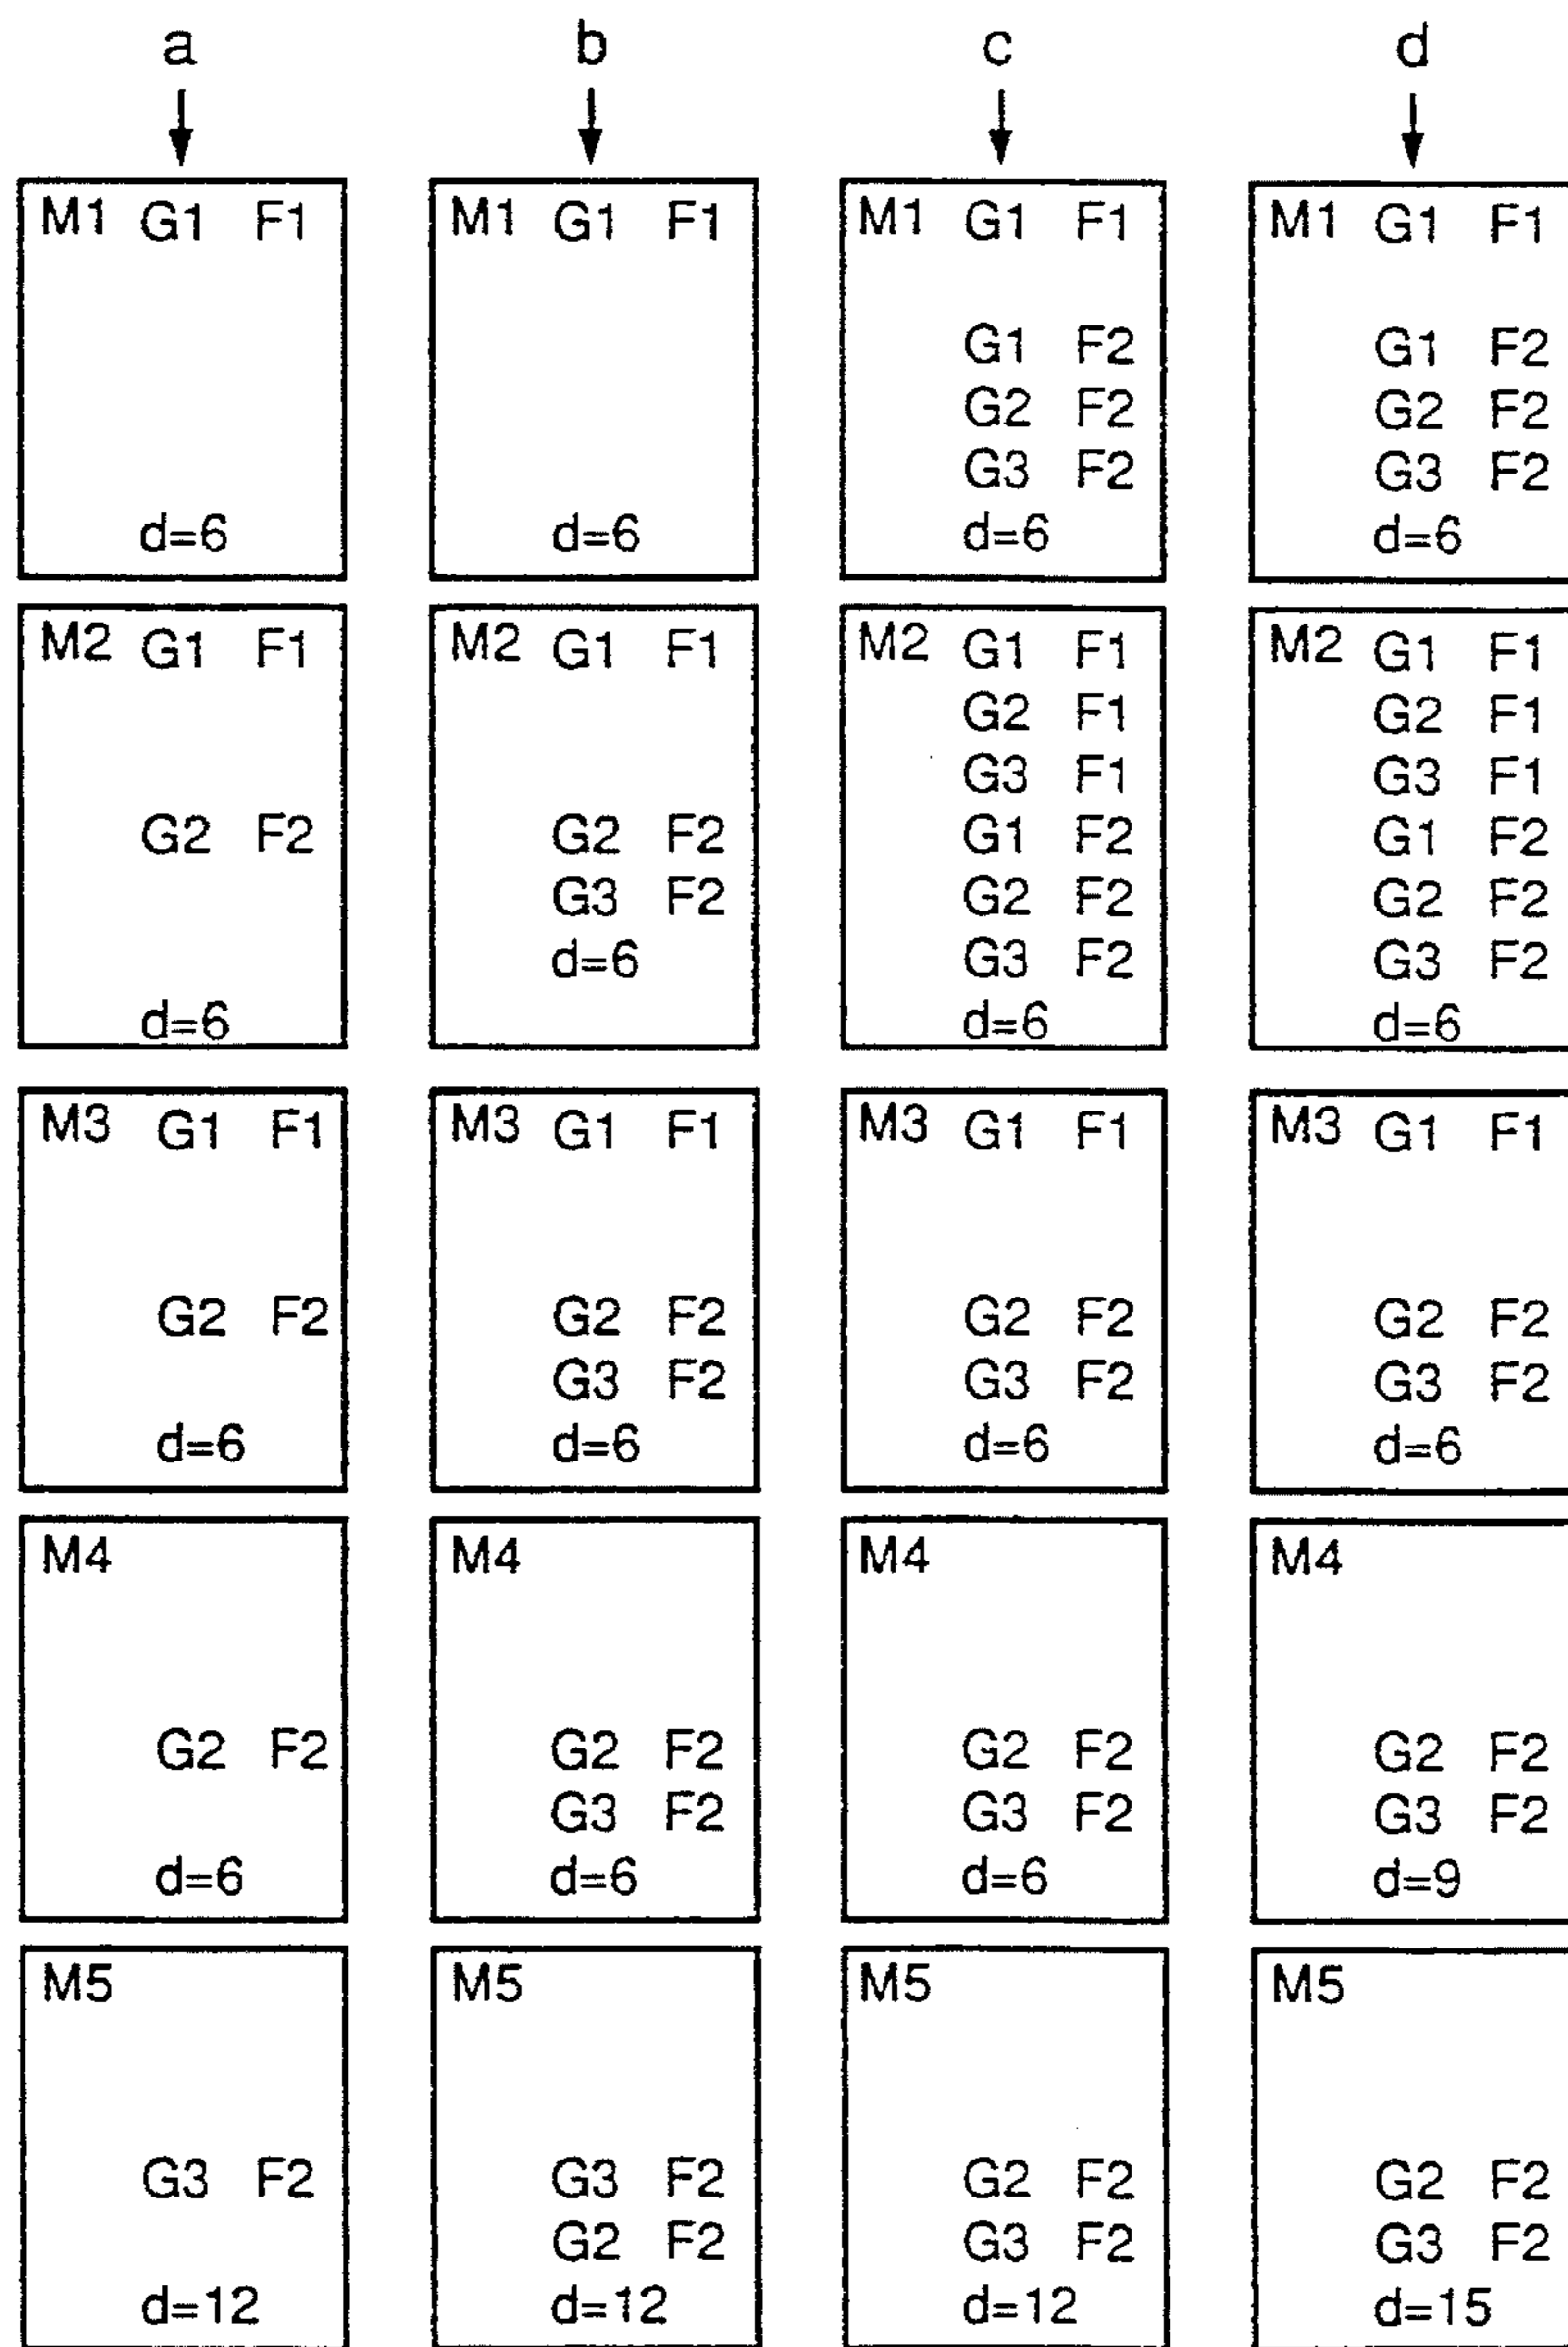 a b c d
M1 G1 F1 M1 G1 F1 M1 G1 F1 M1 G1 F1
G1 F2 G1 F2
G2 F2 G2 F2
G3 F2 G3 F2
d=6 d=6 d=6 d=6
M2 G1 F1 M2 G1 F1 M2 G1 F1 M2 G1 F1
G2 F1 G2 F1
G3 F1 G3 F1
G2 F2 G2 F2 G1 F2 G1 F2
G3 F2 G2 F2 G2 F2
d=6 G3 F2 G3 F2
d=6 d=6 d=6
M3 G1 F1 M3 G1 F1 M3 G1 F1 M3 G1 F1
G2 F2 G2 F2 G2 F2 G2 F2
G3 F2 G3 F2 G3 F2
d=6 d=6 d=6 d=6
M4 M4 M4 M4
G2 F2 G2 F2 G2 F2 G2 F2
G3 F2 G3 F2 G3 F2
d=6 d=6 d=6 d=9
M5 M5 M5 M5
G3 F2 G3 F2 G2 F2 G2 F2
G2 F2 G3 F2 G3 F2
d=12 d=12 d=12 d=15